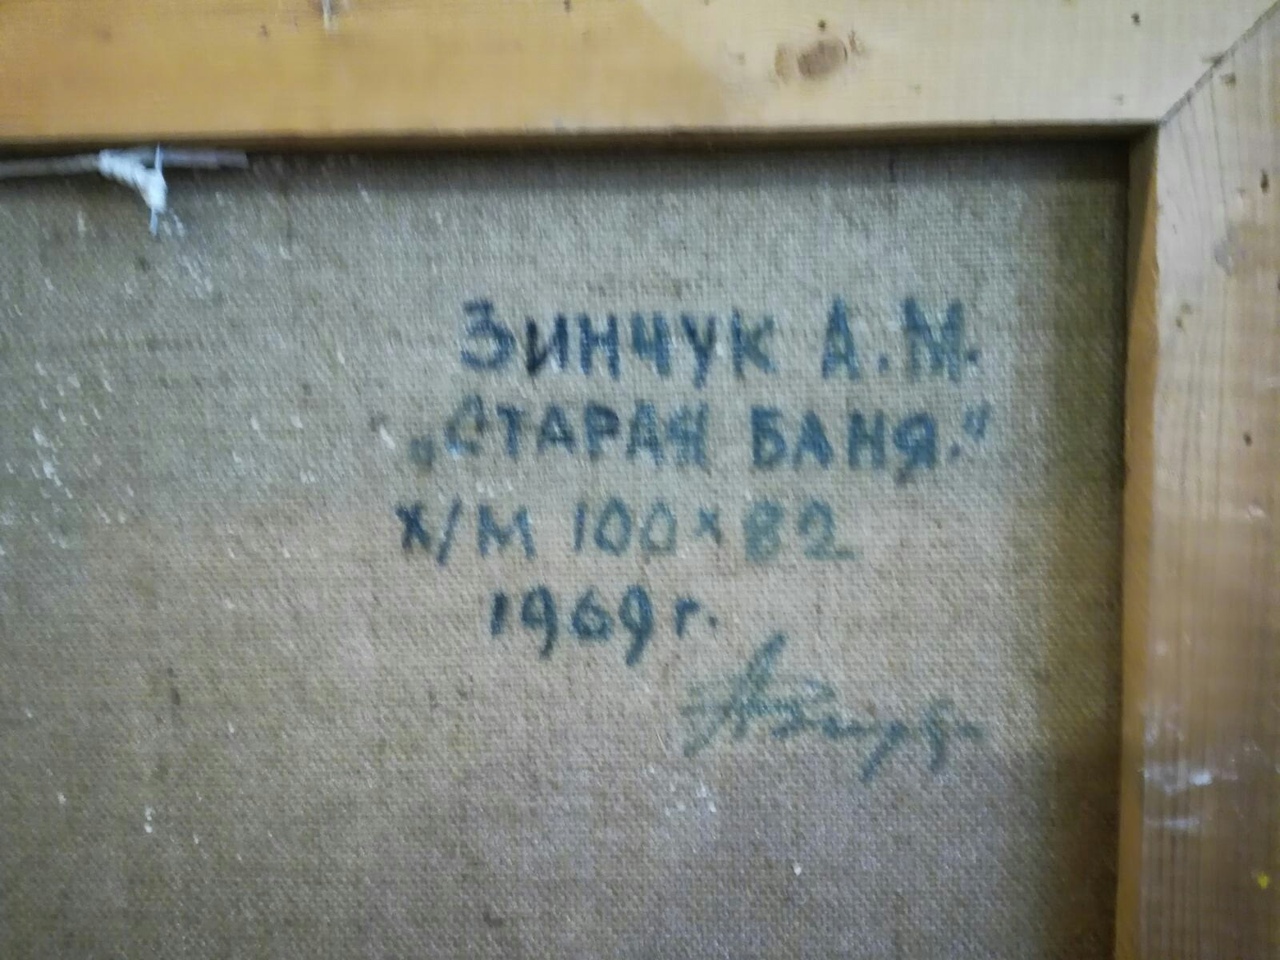 ЗИНЧУК А.М.
„СТАРАЯ БАНЯ."
Х/М 100×82
1969г.